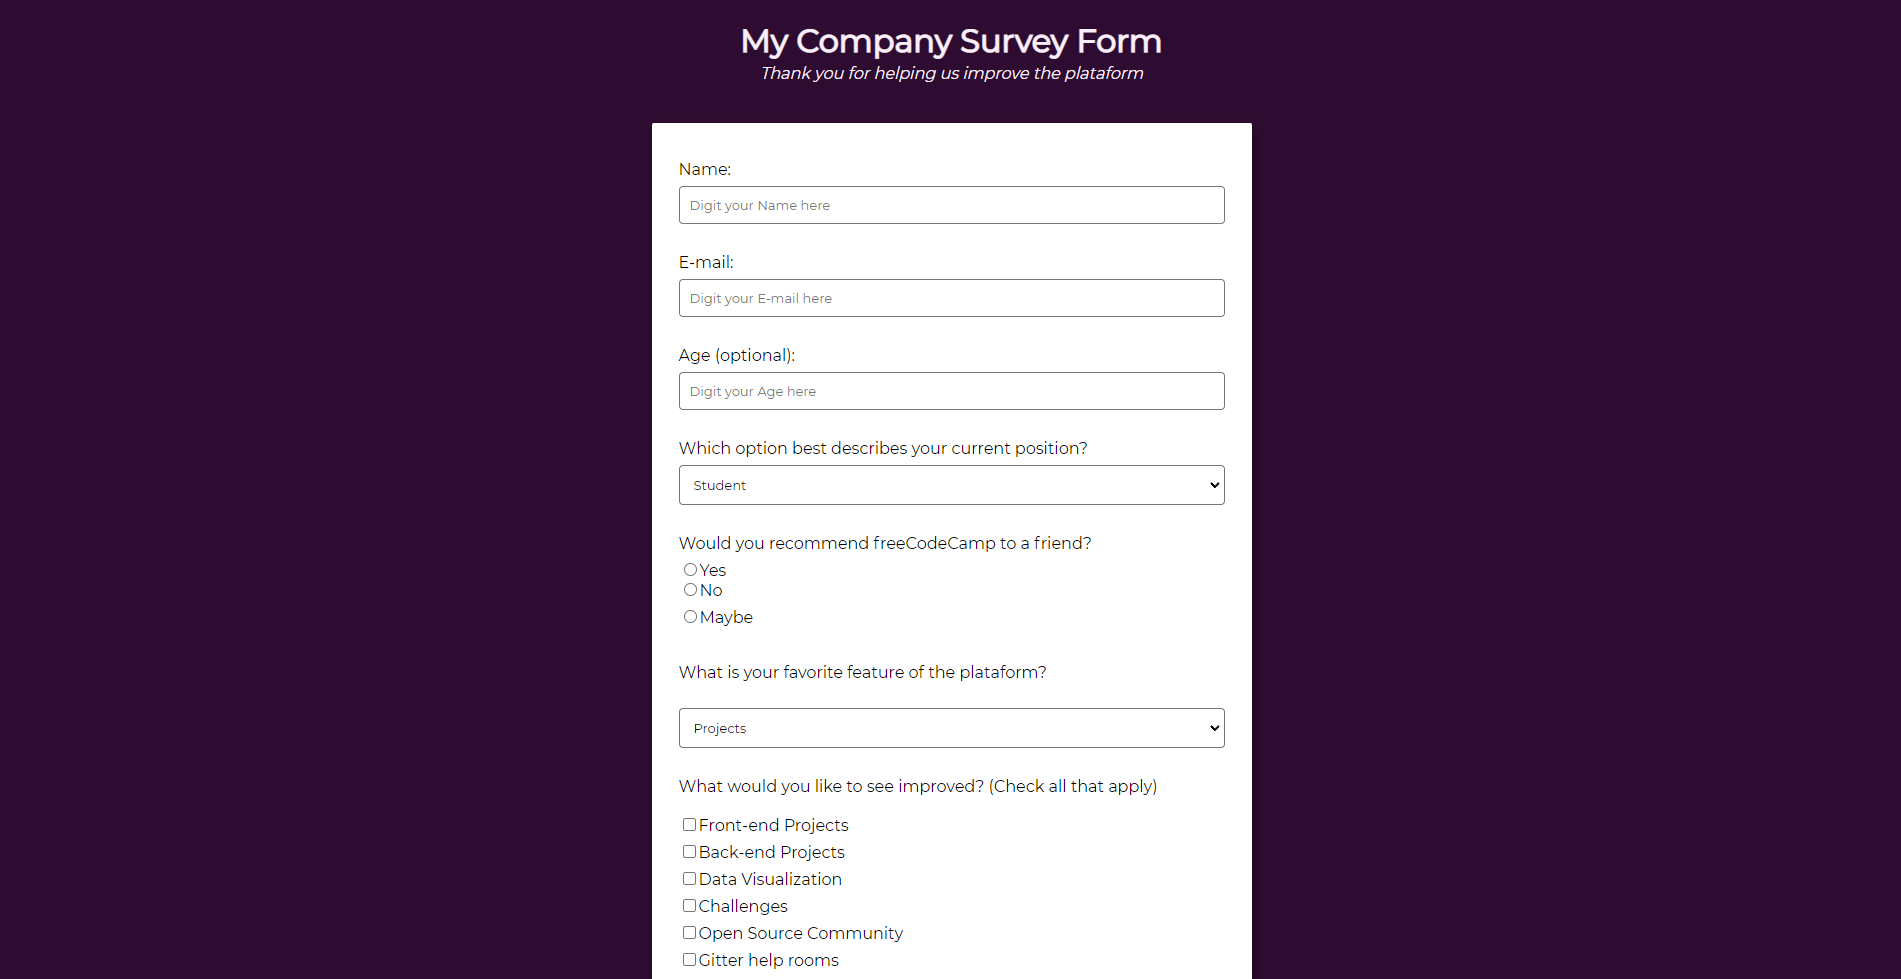 My Company Survey Form
Thank you for helping us improve the plataform
Name:
Digit your Name here
E-mail:
Digit your E-mail here
Age (optional):
Digit your Age here
Which option best describes your current position?
Student
Would you recommend freeCodeCamp to a friend?
Yes
No
Maybe
What is your favorite feature of the plataform?
Projects
What would you like to see improved? (Check all that apply)
Front-end Projects
Back-end Projects
Data Visualization
Challenges
Open Source Community
Gitter help rooms